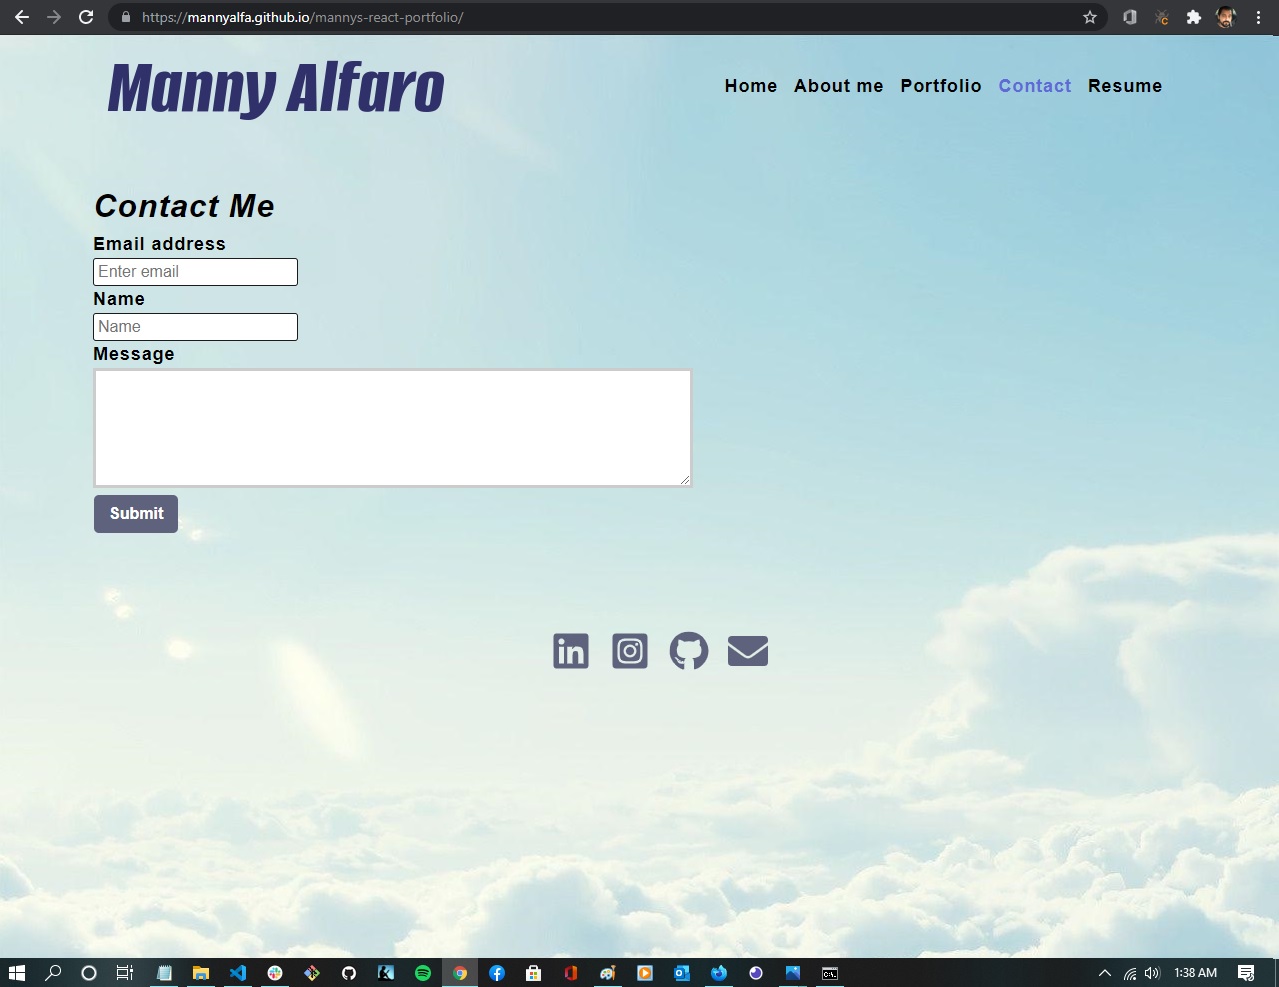 https://mannyalfa.github.io/mannys-react-portfolio/
Manny Alfaro
Home About me Portfolio Contact Resume
Contact Me
Email address
Enter email
Name
Name
Message
Submit
1:38 AM